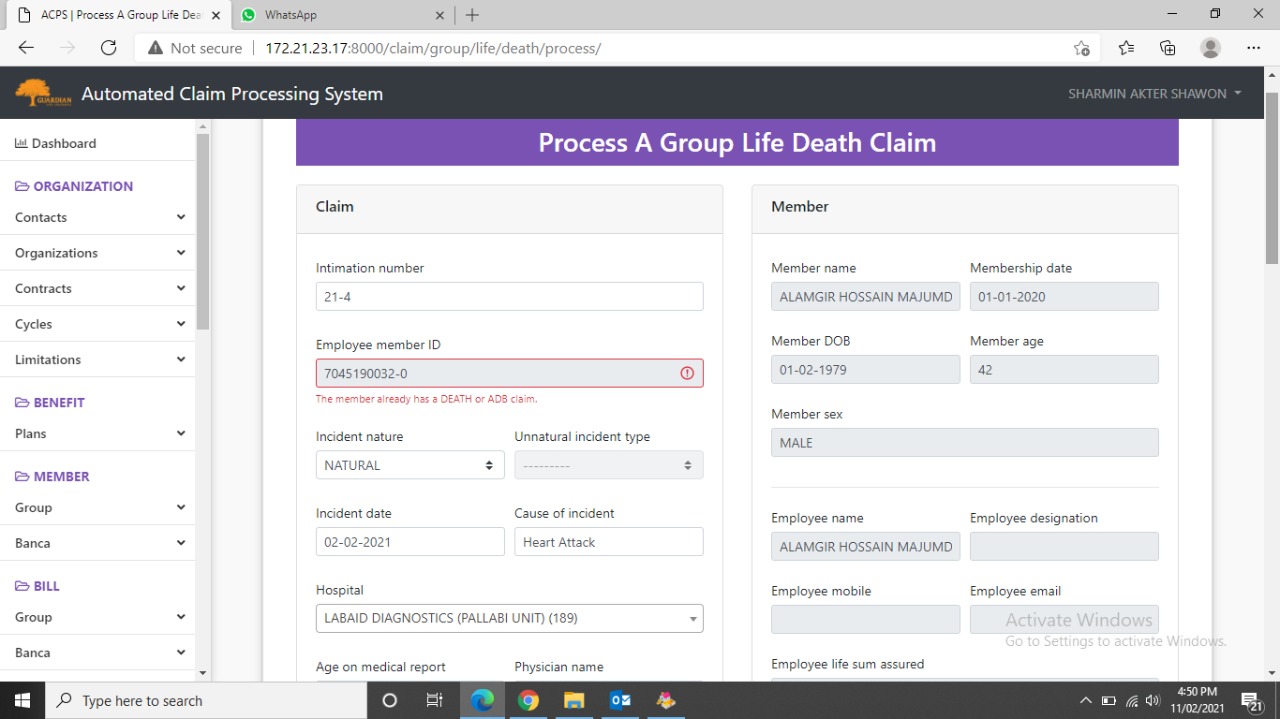 ACPS | Process A Group Life Dea
WhatsApp
Not secure
172.21.23.17:8000/claim/group/life/death/process/
GUARDIAN
Automated Claim Processing System
SHARMIN AKTER SHAWON
Dashboard
ORGANIZATION
Contacts
Organizations
Contracts
Cycles
Limitations
BENEFIT
Plans
MEMBER
Group
Banca
BILL
Group
Banca
Process A Group Life Death Claim
Claim
Intimation number
21-4
Employee member ID
7045190032-0
The member already has a DEATH or ADB claim.
Incident nature Unnatural incident type
NATURAL ---------
Incident date Cause of incident
02-02-2021 Heart Attack
Hospital
LABAID DIAGNOSTICS (PALLABI UNIT) (189)
Age on medical report Physician name
Member
Member name Membership date
ALAMGIR HOSSAIN MAJUMD 01-01-2020
Member DOB Member age
01-02-1979 42
Member sex
MALE
Employee name Employee designation
ALAMGIR HOSSAIN MAJUMD
Employee mobile Employee email
Employee life sum assured
Activate Windows
Go to Settings to activate Windows.
Type here to search
4:50 PM
11/02/2021
21